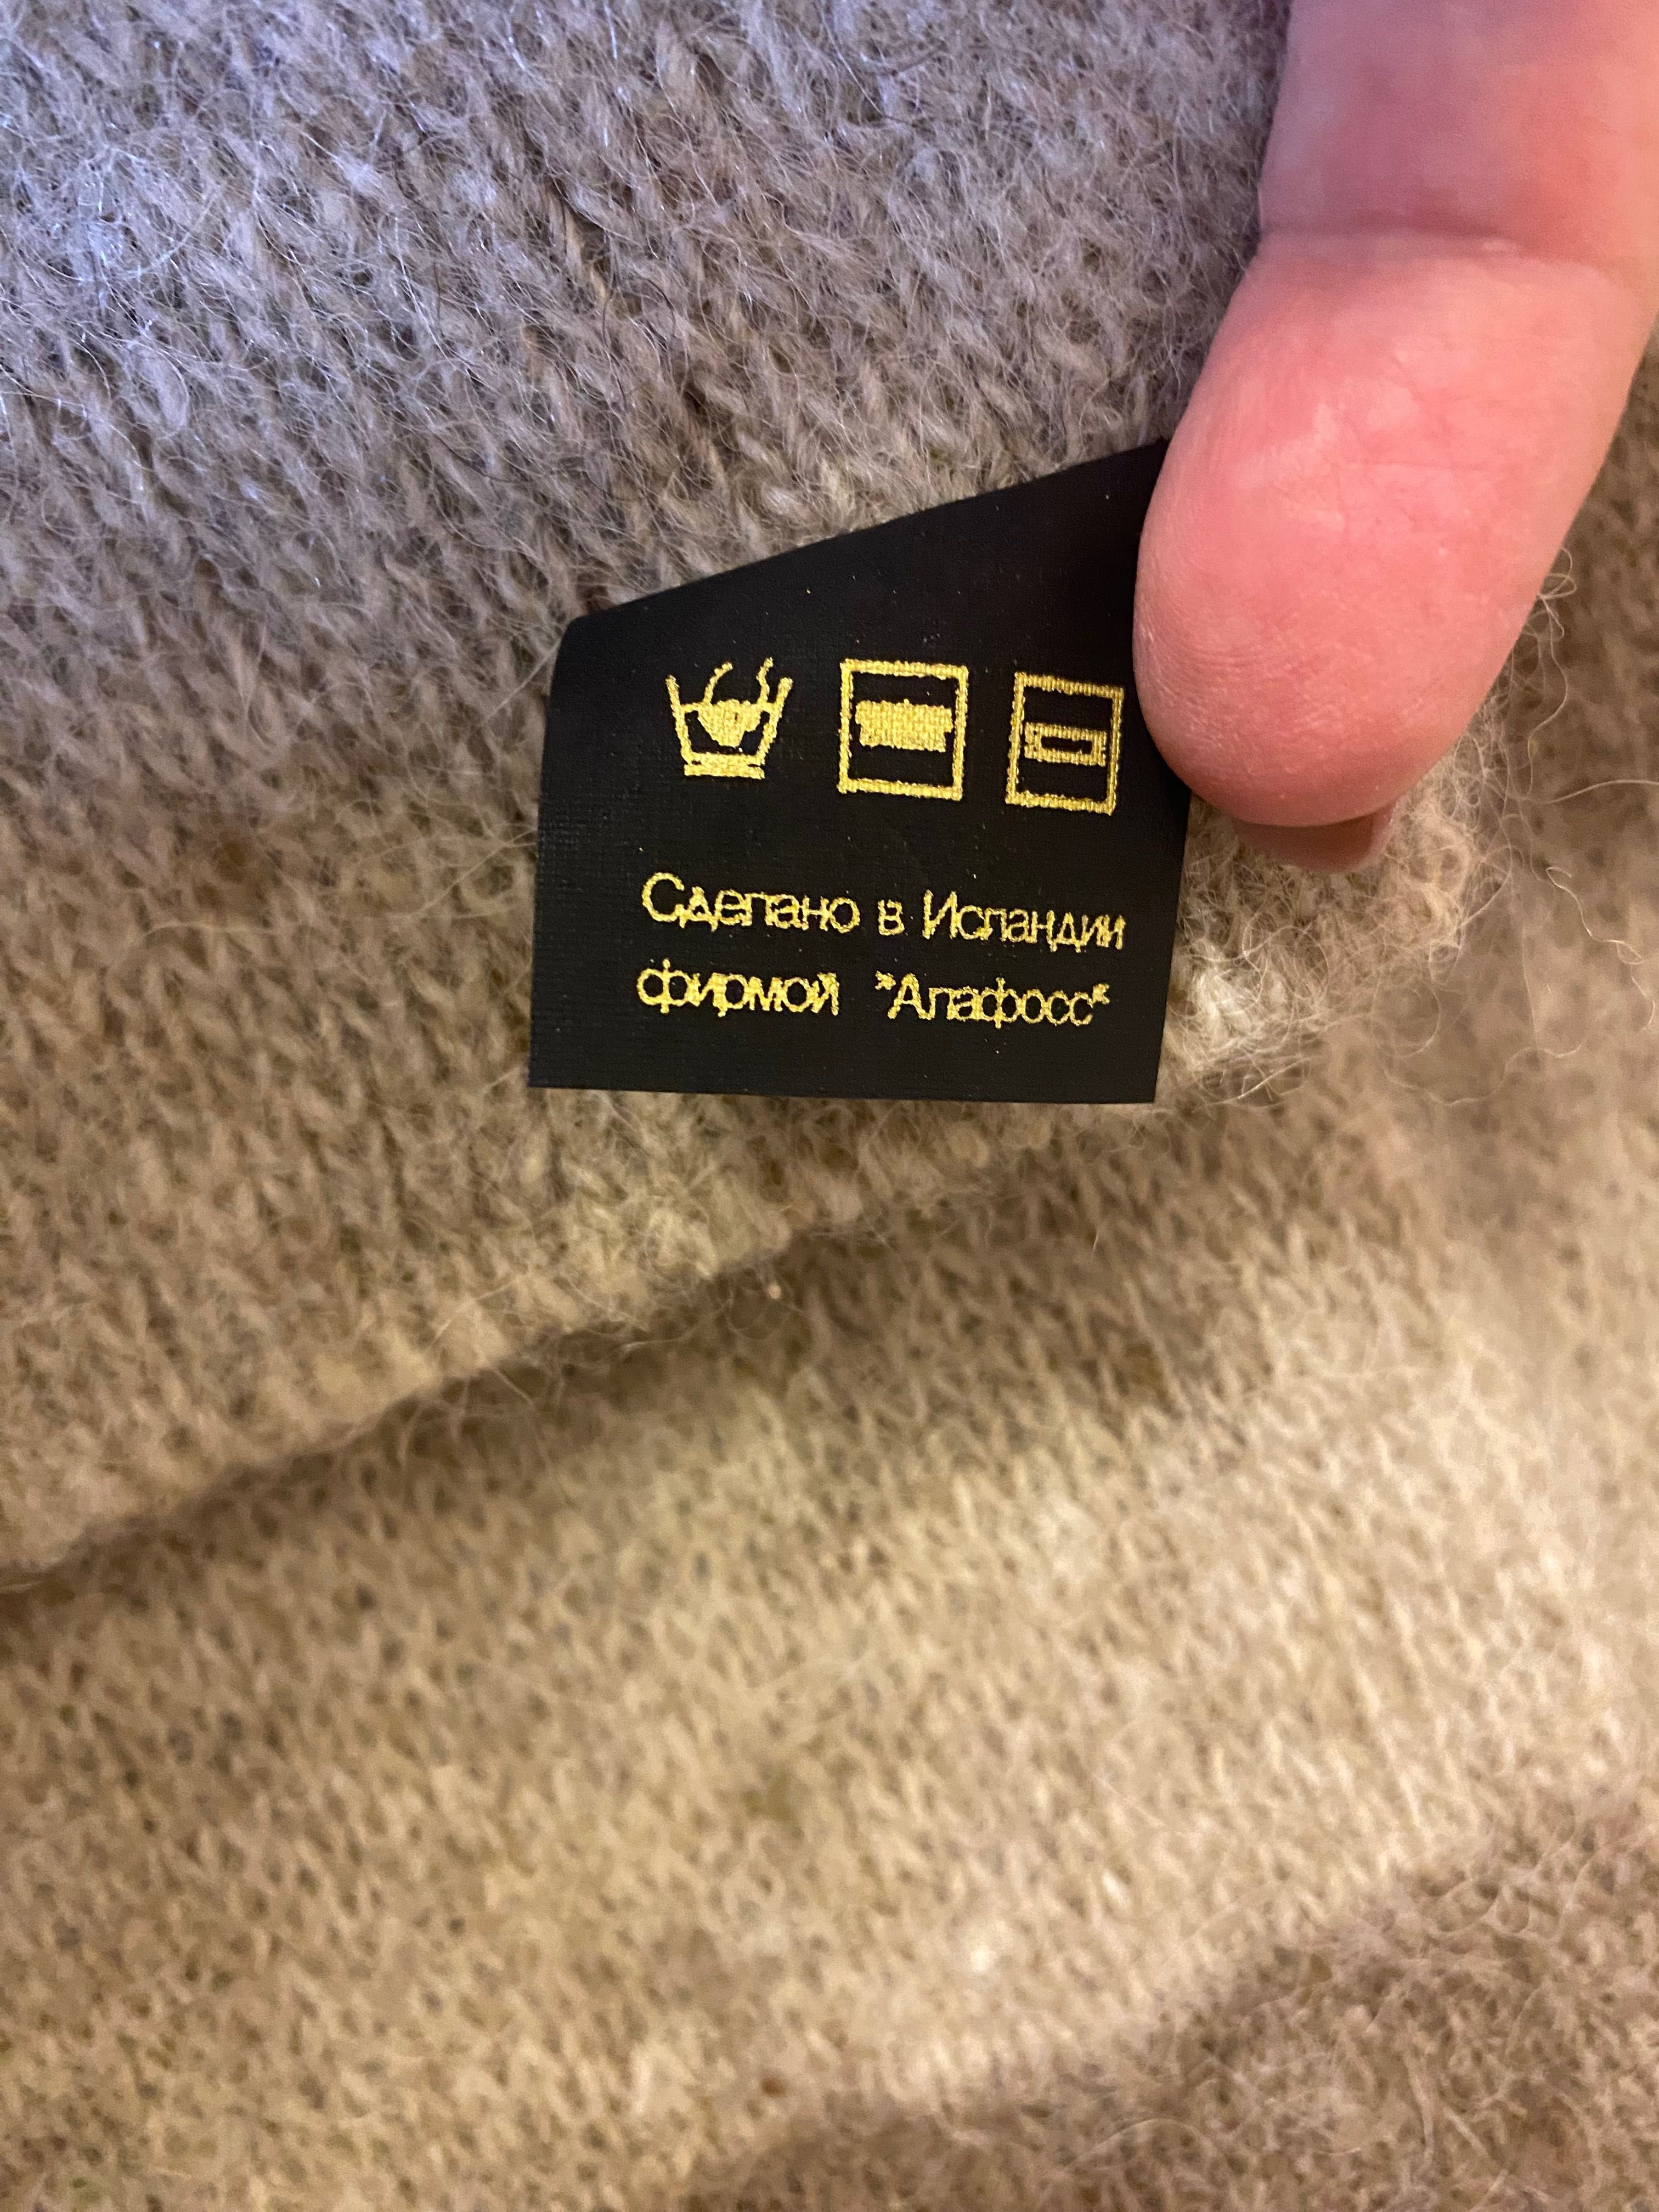 Сделано в Исландии
фирмой "Алафосс"